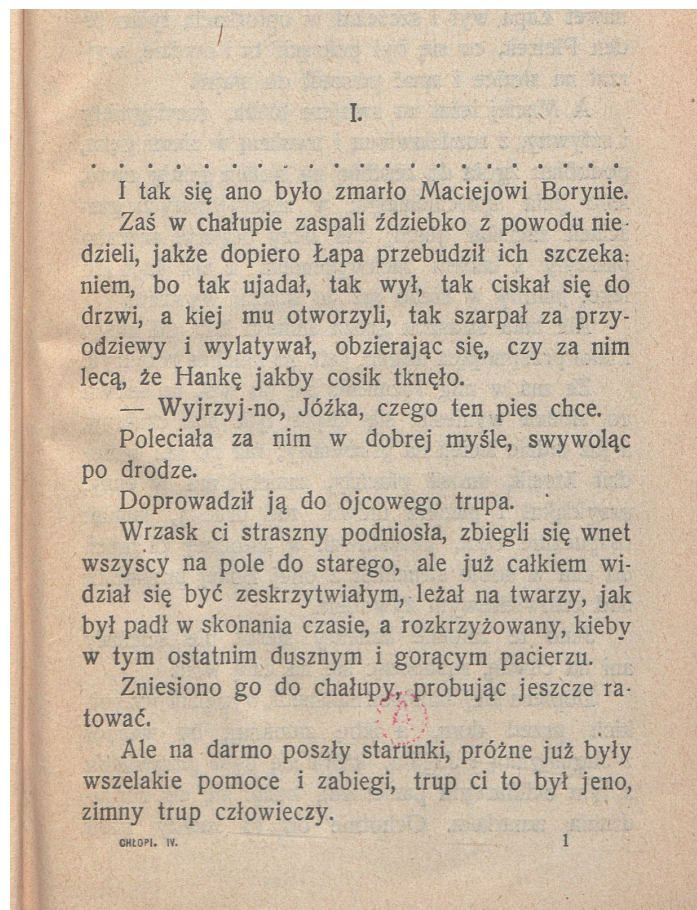 I.
. . . . . . . . . . . . . . . . . . . .
I tak się ano było zmarło Maciejowi Borynie.
Zaś w chałupie zaspali ździebko z powodu nie-
dzieli, jakże dopiero Łapa przebudził ich szczeka-
niem, bo tak ujadał, tak wył, tak ciskał się do
drzwi, a kiej mu otworzyli, tak szarpał za przy-
odziewy i wylatywał, obzierając się, czy za nim
lecą, że Hankę jakby cosik tknęło.
— Wyjrzyj-no, Jóźka, czego ten pies chce.
Poleciała za nim w dobrej myśle, swywoląc
po drodze.
Doprowadził ją do ojcowego trupa.
Wrzask ci straszny podniosła, zbiegli się wnet
wszyscy na pole do starego, ale już całkiem wi-
dział się być zeskrzytwiałym, leżał na twarzy, jak
był padł w skonania czasie, a rozkrzyżowany, kieby
w tym ostatnim dusznym i gorącym pacierzu.
Zniesiono go do chałupy, probując jeszcze ra-
tować.
Ale na darmo poszły starunki, próżne już były
wszelakie pomoce i zabiegi, trup ci to był jeno,
zimny trup człowieczy.
CHŁOPI. IV. 1